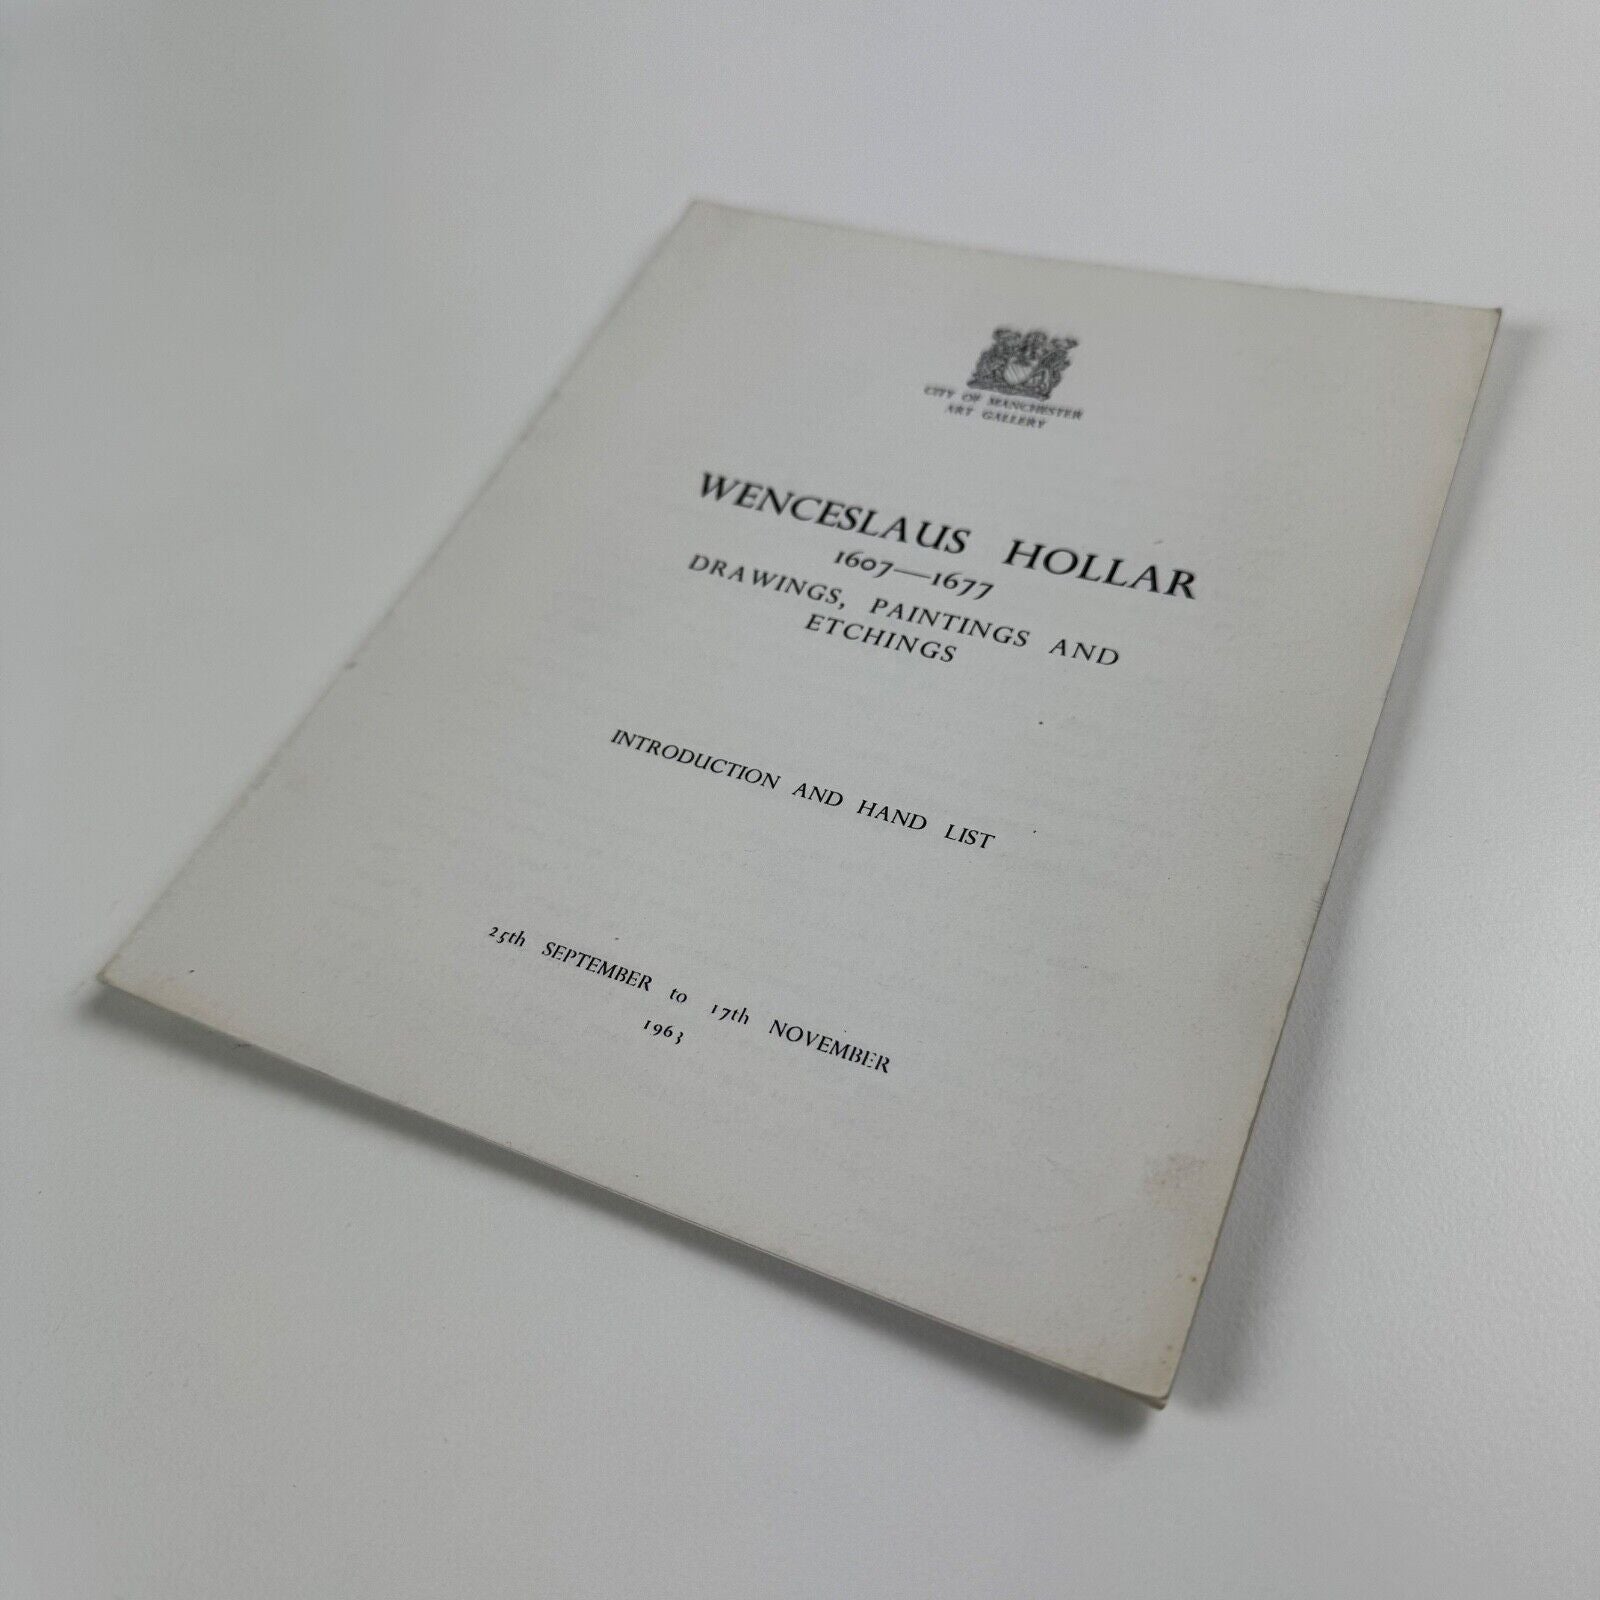 CITY OF MANCHESTER
ART GALLERY
WENCESLAUS HOLLAR
1607—1677
DRAWINGS, PAINTINGS AND
ETCHINGS
INTRODUCTION AND HAND LIST
25th SEPTEMBER to 17th NOVEMBER
1963